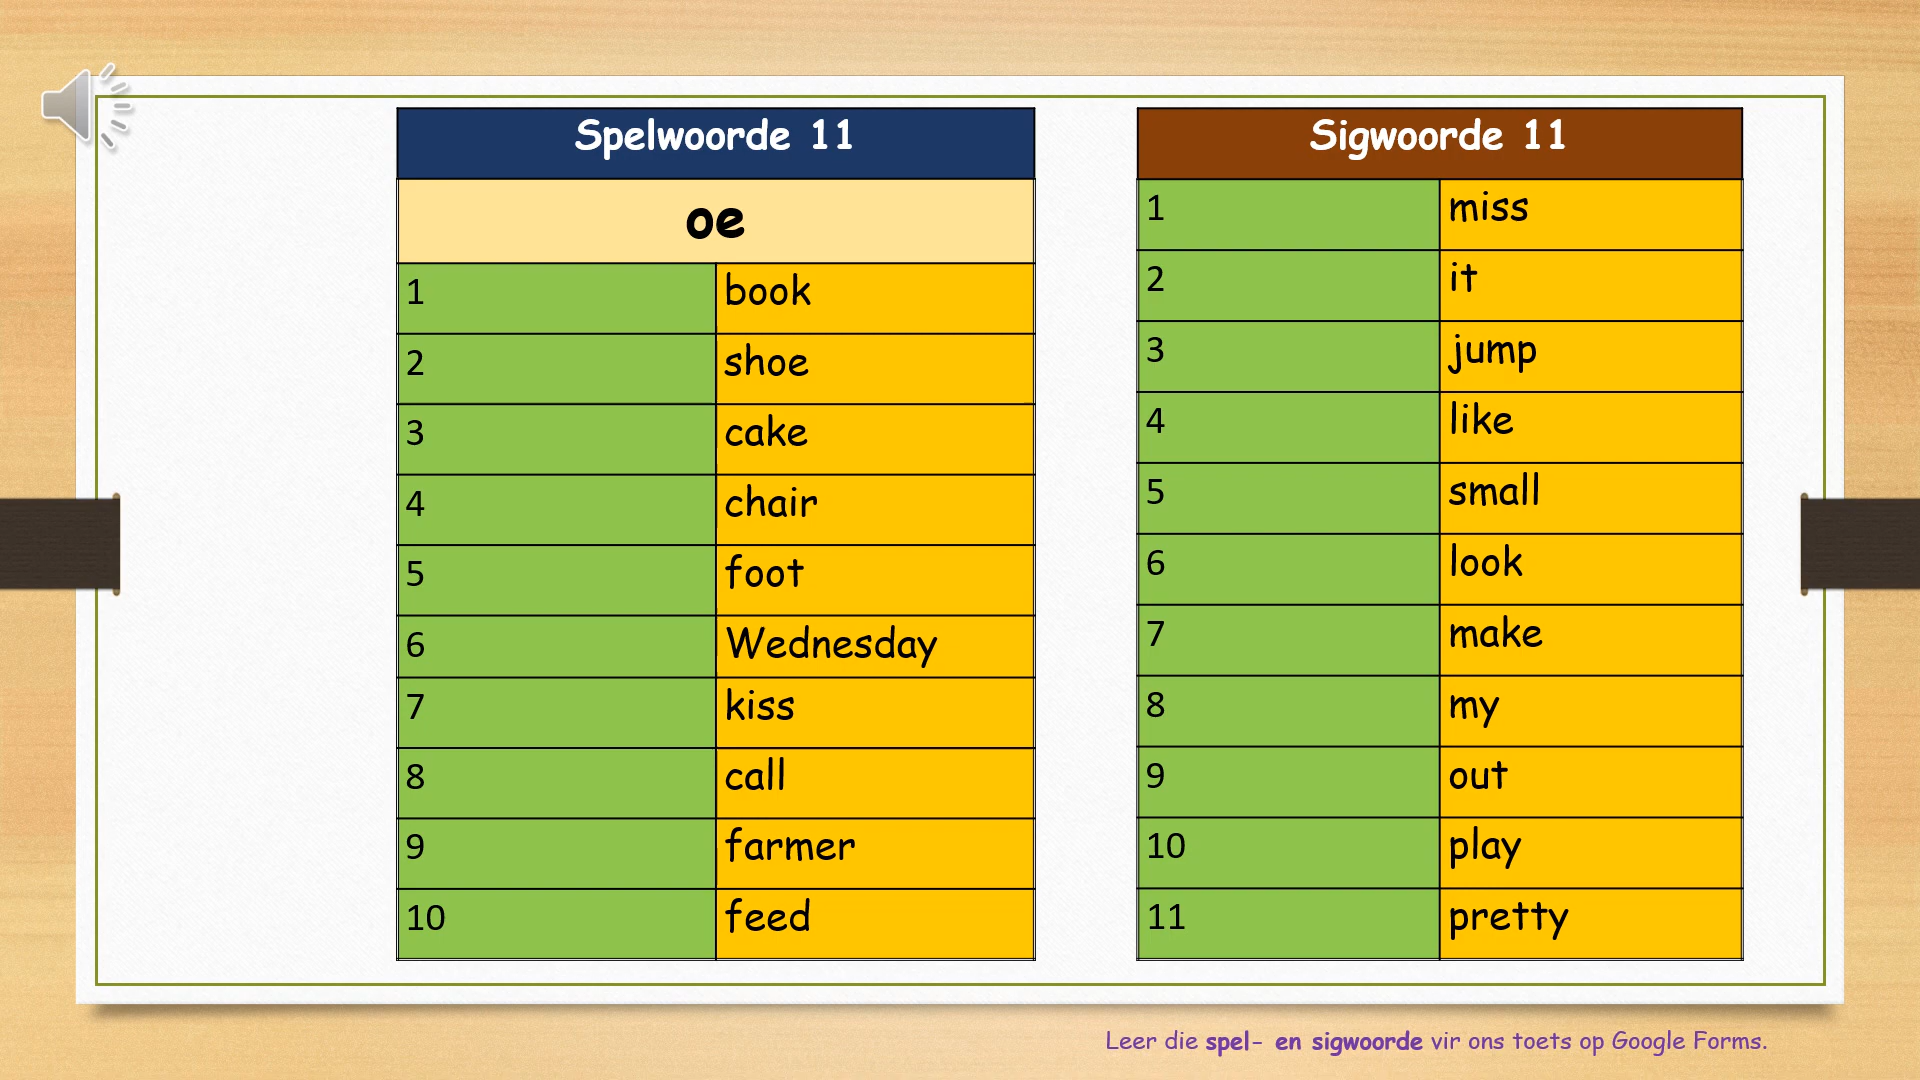 Spelwoorde 11
oe
1 book
2 shoe
3 cake
4 chair
5 foot
6 Wednesday
7 kiss
8 call
9 farmer
10 feed
Sigwoorde 11
1 miss
2 it
3 jump
4 like
5 small
6 look
7 make
8 my
9 out
10 play
11 pretty
Leer die spel- en sigwoorde vir ons toets op Google Forms.